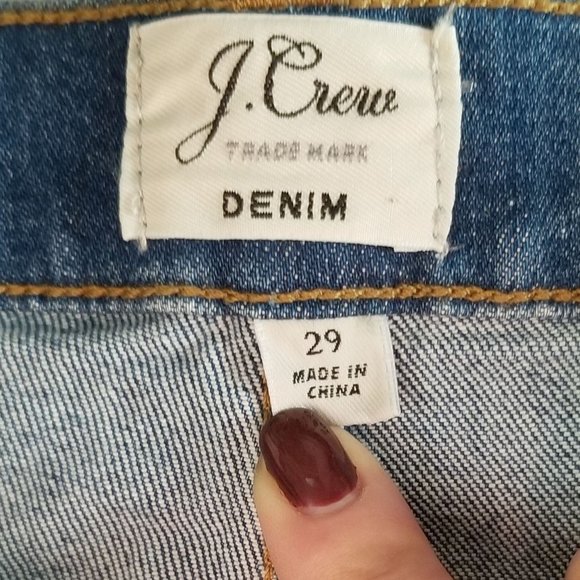 J.Crew
TRADE MARK
DENIM
29
MADE IN
CHINA